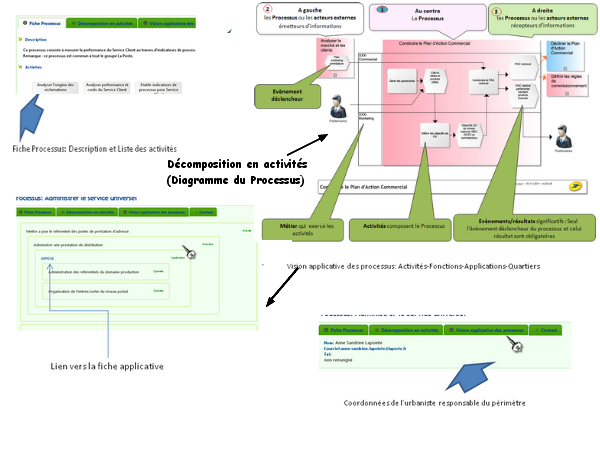 Fiche Processus
Décomposition en activités
Vision applicative des
Description
Ce processus consiste à mesurer la performance du Service Client au travers d'indicateurs de process
Remarque : ce processus est commun à tout le groupe La Poste.
Activités
Analyser l'origine des réclamations
Analyser performance et couts du Service Client
Etablir indicateurs de processus pour Service
Fiche Processus: Description et Liste des activités
2
A gauche
les Processus ou les acteurs externes
émetteurs d'informations
1
Au centre
Le Processus
3
A droite
les Processus ou les acteurs externes
récepteurs d'informations
Analyser le marché et les clients
Construire le Plan d'Action Commercial
Décliner le Plan d'Action Commercial
Définir les règles de commissionnement
Evènement déclencheur
Partenaires
Partenaires
Décomposition en activités
(Diagramme du Processus)
le Plan d'Action Commercial
Métier qui exerce les activités
Activités composant le Processus
Evènements/résultats significatifs : Seul
l'évènement déclencheur du processus et celui
résultat sont obligatoires
Processus: Administrer le service universel
Fiche Processus
Décomposition en activités
Vision applicative des processus
Contact
Mettre à jour le référentiel des points de remise d'adresse
Administrer une prestation de distribution
Fonction
Application
Administration des référentiels du domaine production
Quartier
Organisation de l'entrée sortie du réseau postal
Quartier
Lien vers la fiche applicative
Vision applicative des processus: Activités-Fonctions-Applications-Quartiers
Fiche Processus
Décomposition en activités
Vision applicative des processus
Contact
Nom: Anne Sandrine Lapointe
Courriel:anne-sandrine.lapointe@laposte.fr
Tel:
non renseigné
Coordonnées de l'urbaniste responsable du périmètre